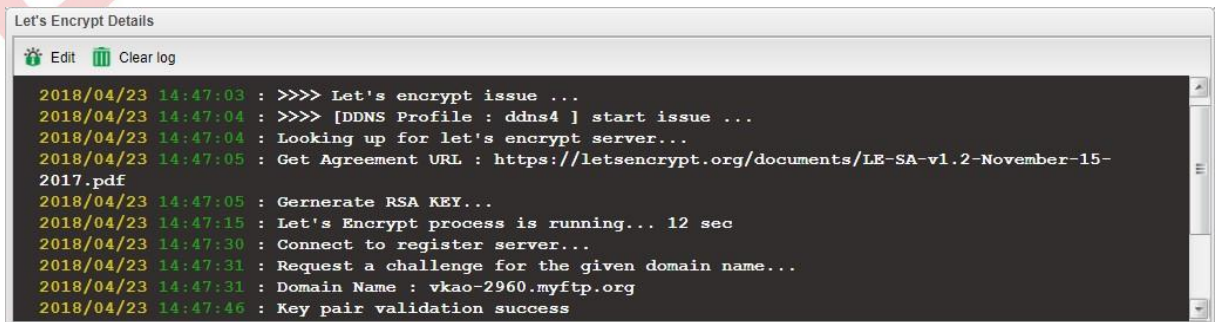 Let's Encrypt Details
Edit Clear log
2018/04/23 14:47:03 : >>>> Let's encrypt issue ...
2018/04/23 14:47:04 : >>>> [DDNS Profile : ddns4 ] start issue ...
2018/04/23 14:47:04 : Looking up for let's encrypt server...
2018/04/23 14:47:05 : Get Agreement URL : https://letsencrypt.org/documents/LE-SA-v1.2-November-15-
2017.pdf
2018/04/23 14:47:05 : Gernerate RSA KEY...
2018/04/23 14:47:15 : Let's Encrypt process is running... 12 sec
2018/04/23 14:47:30 : Connect to register server...
2018/04/23 14:47:31 : Request a challenge for the given domain name...
2018/04/23 14:47:31 : Domain Name : vkao-2960.myftp.org
2018/04/23 14:47:46 : Key pair validation success